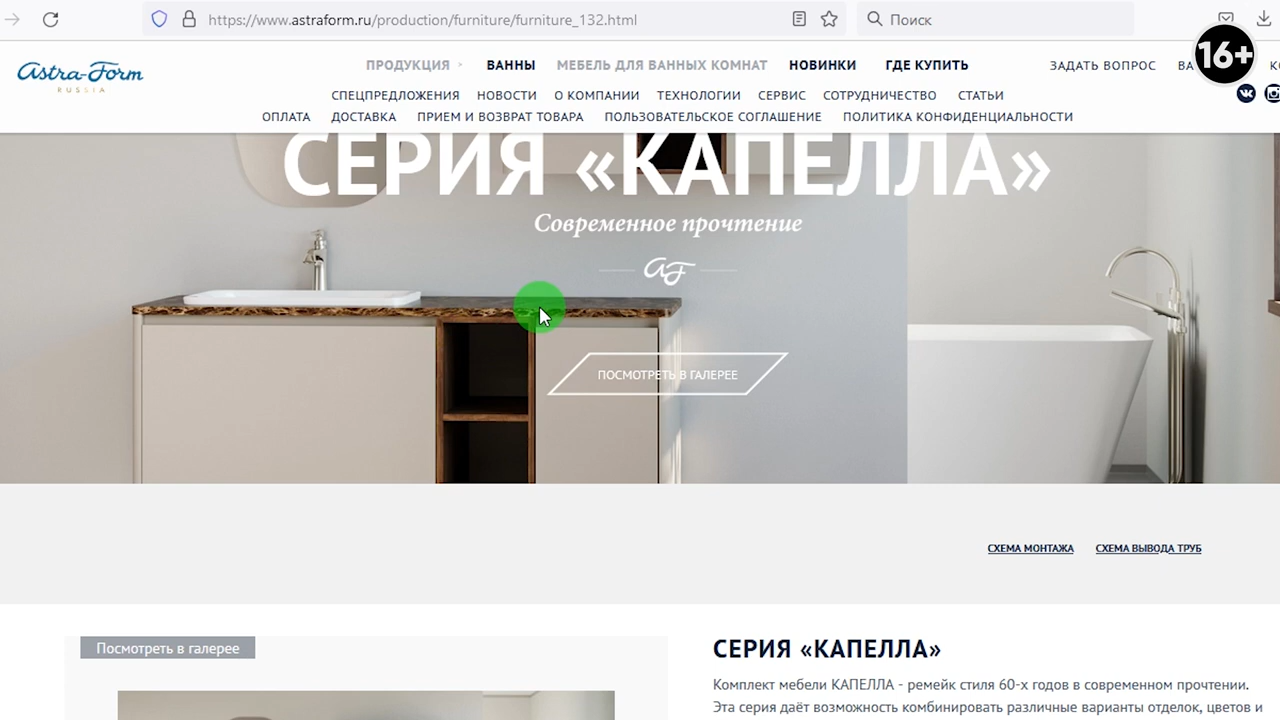 https://www.astraform.ru/production/furniture/furniture_132.html
Поиск
16+
Astra-Form
RUSSIA
ПРОДУКЦИЯ
ВАННЫ
МЕБЕЛЬ ДЛЯ ВАННЫХ КОМНАТ
НОВИНКИ
ГДЕ КУПИТЬ
ЗАДАТЬ ВОПРОС
СПЕЦПРЕДЛОЖЕНИЯ
НОВОСТИ
О КОМПАНИИ
ТЕХНОЛОГИИ
СЕРВИС
СОТРУДНИЧЕСТВО
СТАТЬИ
ОПЛАТА
ДОСТАВКА
ПРИЕМ И ВОЗВРАТ ТОВАРА
ПОЛЬЗОВАТЕЛЬСКОЕ СОГЛАШЕНИЕ
ПОЛИТИКА КОНФИДЕНЦИАЛЬНОСТИ
СЕРИЯ «КАПЕЛЛА»
Современное прочтение
AF
ПОСМОТРЕТЬ В ГАЛЕРЕЕ
СХЕМА МОНТАЖА
СХЕМА ВЫВОДА ТРУБ
Посмотреть в галерее
СЕРИЯ «КАПЕЛЛА»
Комплект мебели КАПЕЛЛА - ремейк стиля 60-х годов в современном прочтении.
Эта серия даёт возможность комбинировать различные варианты отделок, цветов и